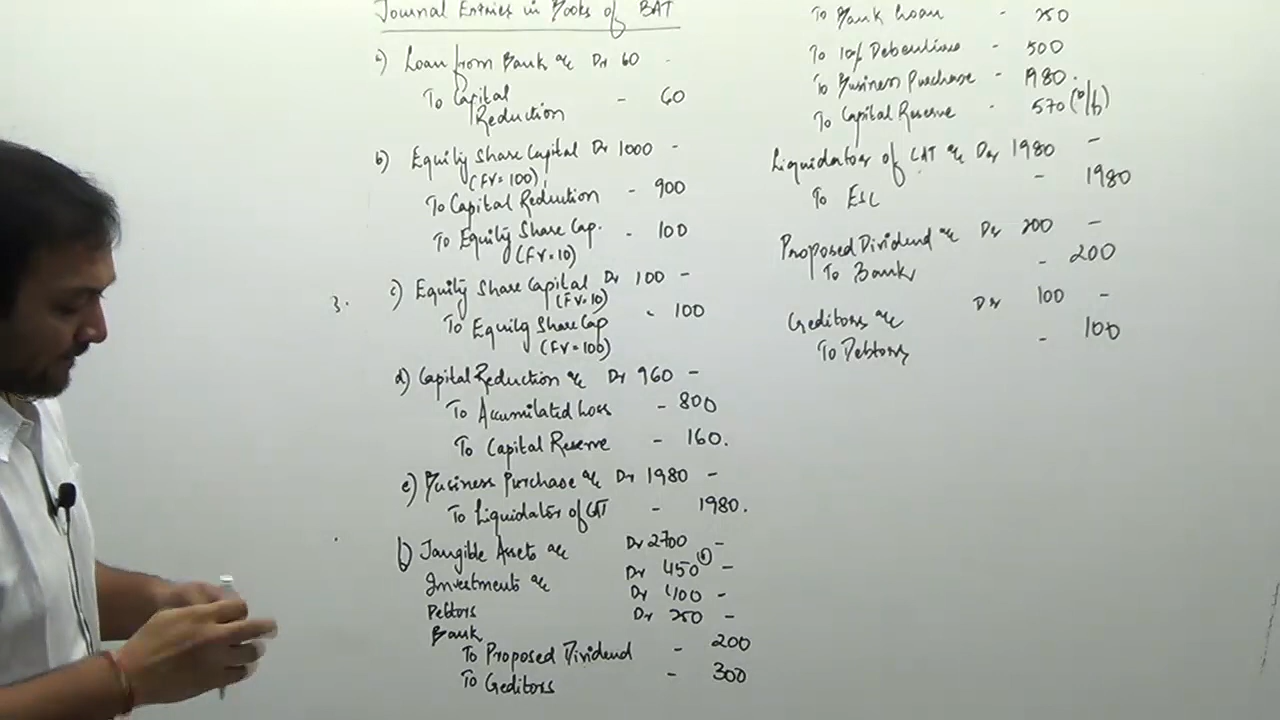 Journal Entries in Books of BAT
a) Loan from Bank a/c Dr 60 -
To Capital Reduction - 60
b) Equity Share Capital Dr 1000 -
(FV=100)
To Capital Reduction - 900
To Equity Share Cap. - 100
(FV=10)
3. c) Equity Share Capital Dr 100 -
(FV=10)
To Equity Share Cap - 100
(FV=100)
d) Capital Reduction a/c Dr 960 -
To Accumilated Loss - 800
To Capital Reserve - 160.
e) Business Purchase a/c Dr 1980 -
To Liquidator of CAT - 1980.
f) Tangible Assets a/c Dr 2700 -
Investments a/c Dr 450 -
Debtors Dr 400 -
Bank Dr 250 -
To Proposed Dividend - 200
To Creditors - 300
To Bank Loan - 250
To 10% Debentures - 500
To Business Purchase - 1980.
To Capital Reserve - 570 (b/f)
Liquidator of CAT a/c Dr 1980 -
To ESC - 1980
Proposed Dividend a/c Dr 200 -
To Bank - 200
Creditors a/c Dr 100 -
To Debtors - 100